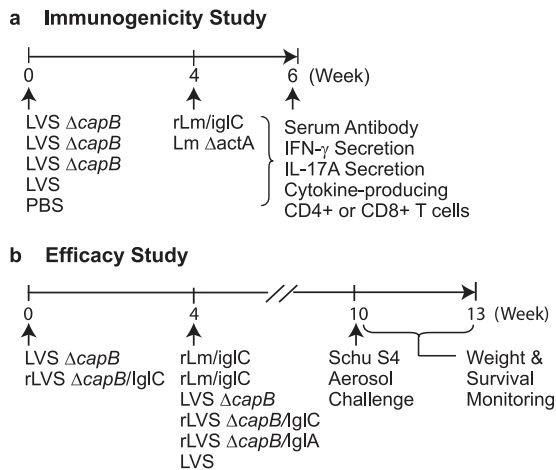 a Immunogenicity Study
0 4 6 (Week)
LVS ΔcapB rLm/iglC Serum Antibody
LVS ΔcapB Lm ΔactA IFN-γ Secretion
LVS ΔcapB IL-17A Secretion
LVS Cytokine-producing
PBS CD4+ or CD8+ T cells
b Efficacy Study
0 4 10 13 (Week)
LVS ΔcapB rLm/iglC Schu S4 Weight &
rLVS ΔcapB/IglC rLm/iglC Aerosol Survival
LVS ΔcapB Challenge Monitoring
rLVS ΔcapB/IglC
rLVS ΔcapB/IglA
LVS